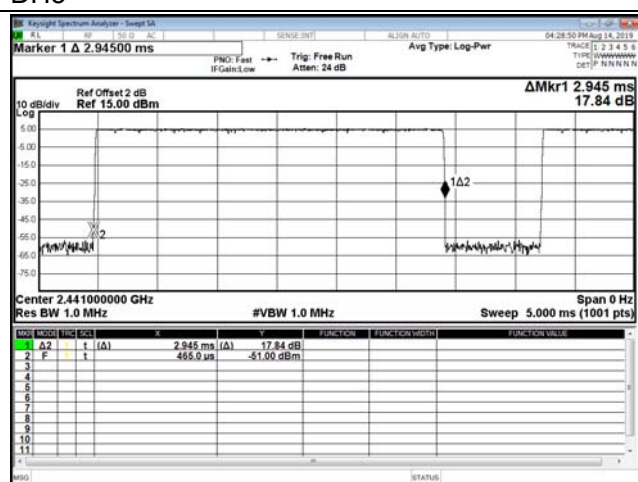 Keysight Spectrum Analyzer - Swept SA
RL RF 50 Ω AC SENSE:INT ALIGN AUTO 04:28:50 PM Aug 14, 2019
Marker 1 Δ 2.94500 ms
PNO: Fast
IFGain:Low
Trig: Free Run
Atten: 24 dB
Avg Type: Log-Pwr
TRACE 1 2 3 4 5 6
TYPE
DET P N N N N N
Ref Offset 2 dB
Ref 15.00 dBm
10 dB/div
Log
ΔMkr1 2.945 ms
17.84 dB
5.00
-5.00
-15.0
-25.0
-35.0
-45.0
-55.0
-65.0
-75.0
1Δ2
2
Center 2.441000000 GHz
Res BW 1.0 MHz
#VBW 1.0 MHz
Span 0 Hz
Sweep 5.000 ms (1001 pts)
MKR MODE TRC SCL X Y FUNCTION FUNCTION WIDTH FUNCTION VALUE
1 Δ2 1 t (Δ) 2.945 ms (Δ) 17.84 dB
2 F 1 t 465.0 µs -51.00 dBm
3
4
5
6
7
8
9
10
11
MSG STATUS